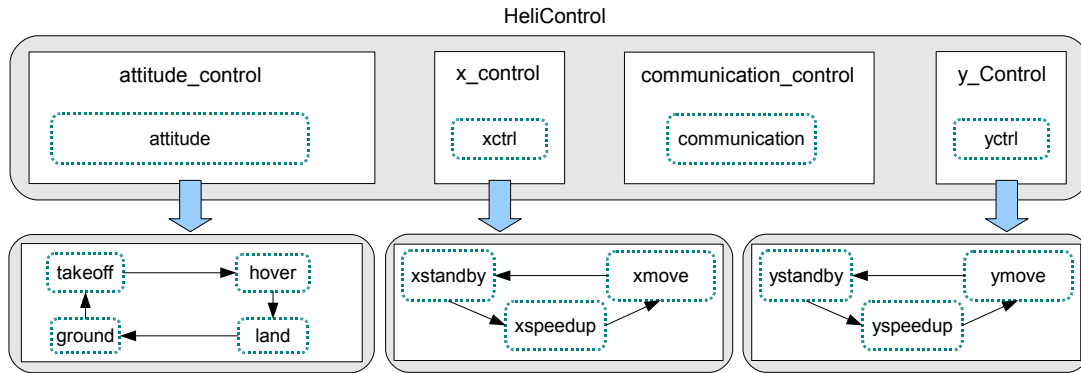 HeliControl
attitude_control
x_control
communication_control
y_Control
attitude
xctrl
communication
yctrl
takeoff
hover
ground
land
xstandby
xmove
xspeedup
ystandby
ymove
yspeedup